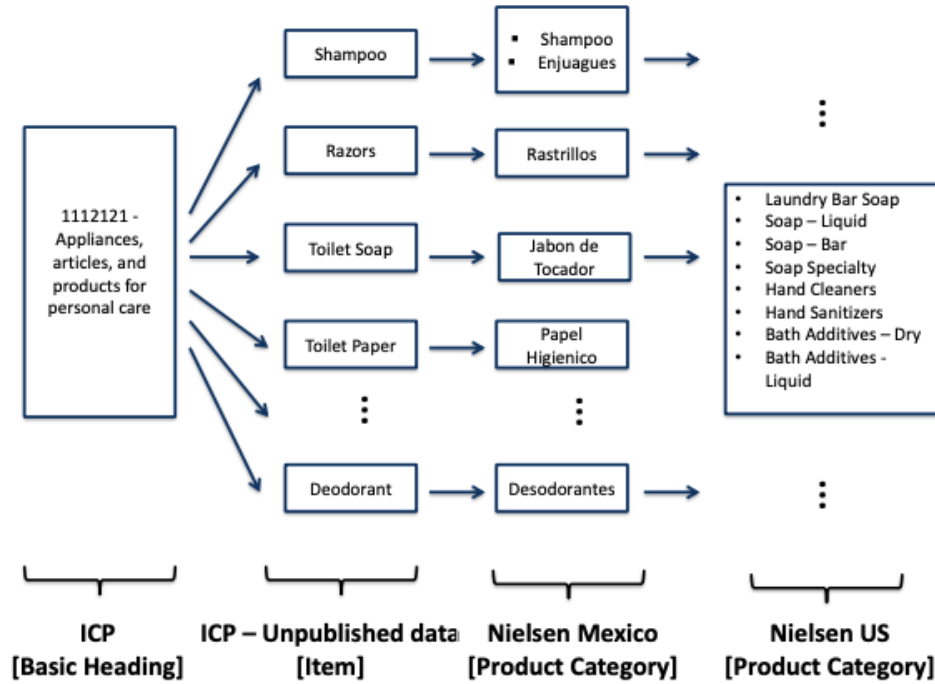 1112121 -
Appliances,
articles, and
products for
personal care
Shampoo
Razors
Toilet Soap
Toilet Paper
Deodorant
▪ Shampoo
▪ Enjuagues
Rastrillos
Jabon de
Tocador
Papel
Higienico
Desodorantes
• Laundry Bar Soap
• Soap – Liquid
• Soap – Bar
• Soap Specialty
• Hand Cleaners
• Hand Sanitizers
• Bath Additives – Dry
• Bath Additives -
Liquid
ICP
[Basic Heading]
ICP – Unpublished data
[Item]
Nielsen Mexico
[Product Category]
Nielsen US
[Product Category]